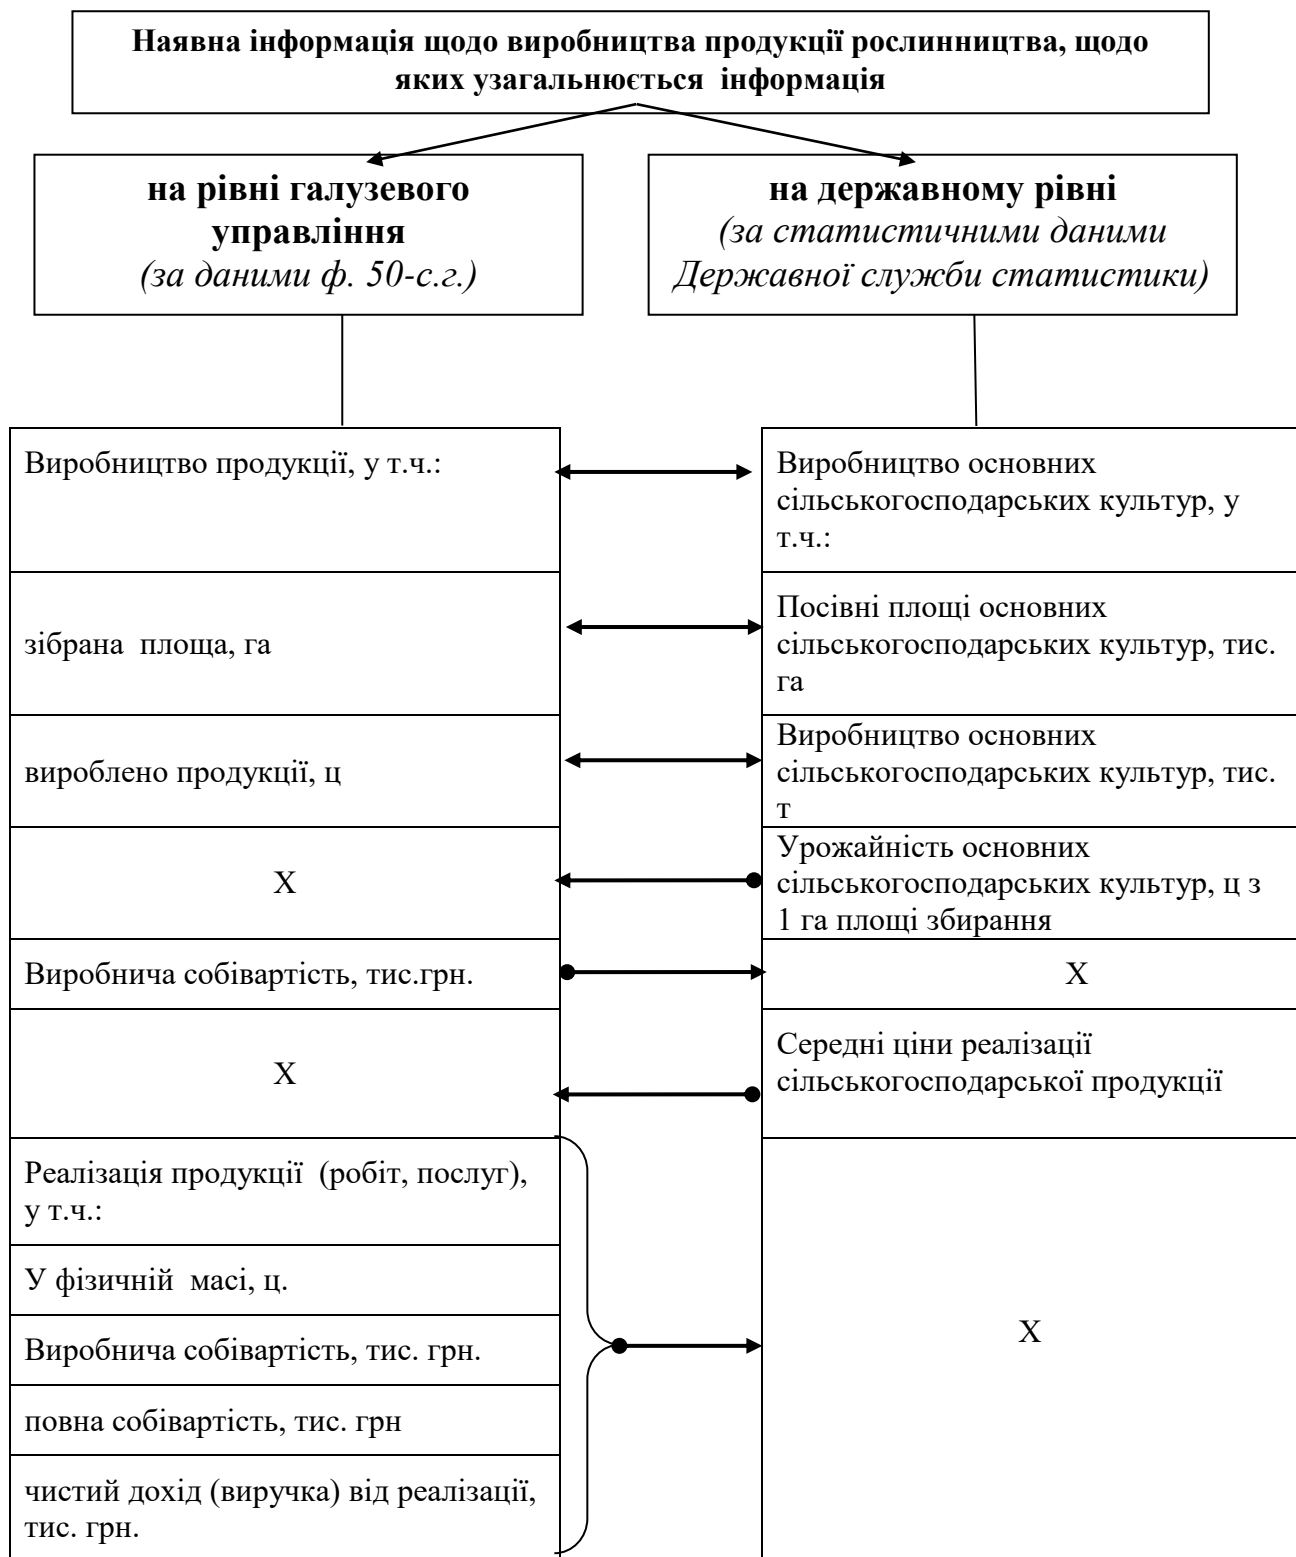 Наявна інформація щодо виробництва продукції рослинництва, щодо
яких узагальнюється інформація
на рівні галузевого
управління
(за даними ф. 50-с.г.)
на державному рівні
(за статистичними даними
Державної служби статистики)
Виробництво продукції, у т.ч.:
Виробництво основних
сільськогосподарських культур, у
т.ч.:
зібрана площа, га
Посівні площі основних
сільськогосподарських культур, тис.
га
вироблено продукції, ц
Виробництво основних
сільськогосподарських культур, тис.
т
Х
Урожайність основних
сільськогосподарських культур, ц з
1 га площі збирання
Виробнича собівартість, тис.грн.
Х
Х
Середні ціни реалізації
сільськогосподарської продукції
Реалізація продукції (робіт, послуг),
у т.ч.:
У фізичній масі, ц.
Виробнича собівартість, тис. грн.
повна собівартість, тис. грн
чистий дохід (виручка) від реалізації,
тис. грн.
Х